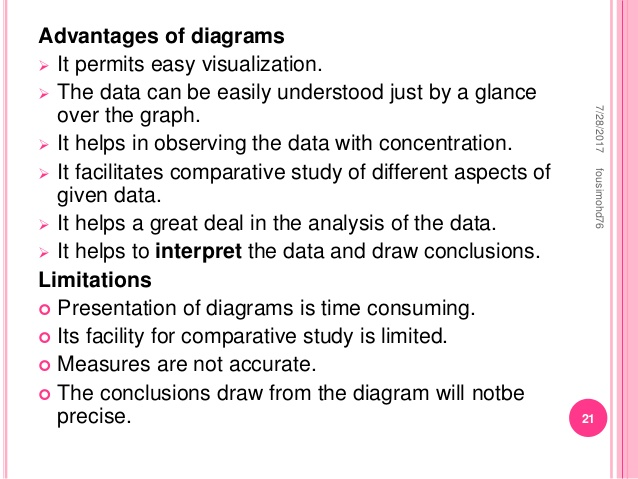 Advantages of diagrams
➢ It permits easy visualization.
➢ The data can be easily understood just by a glance
over the graph.
➢ It helps in observing the data with concentration.
➢ It facilitates comparative study of different aspects of
given data.
➢ It helps a great deal in the analysis of the data.
➢ It helps to interpret the data and draw conclusions.
Limitations
○ Presentation of diagrams is time consuming.
○ Its facility for comparative study is limited.
○ Measures are not accurate.
○ The conclusions draw from the diagram will notbe
precise.
7/28/2017 fousimohd76
21